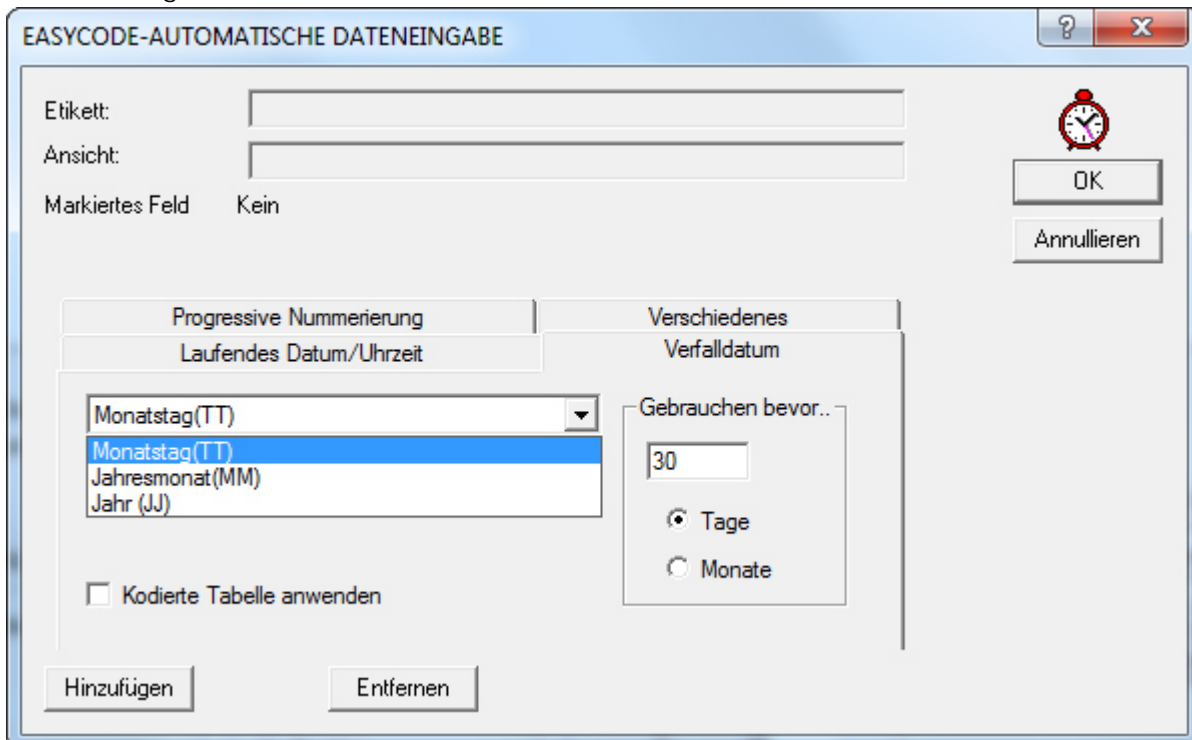 EASYCODE-AUTOMATISCHE DATENEINGABE
Etikett:
Ansicht:
Markiertes Feld Kein
OK
Annullieren
Progressive Nummerierung Verschiedenes
Laufendes Datum/Uhrzeit Verfalldatum
Monatstag(TT)
Monatstag(TT)
Jahresmonat(MM)
Jahr (JJ)
Kodierte Tabelle anwenden
Gebrauchen bevor..
30
Tage
Monate
Hinzufügen Entfernen